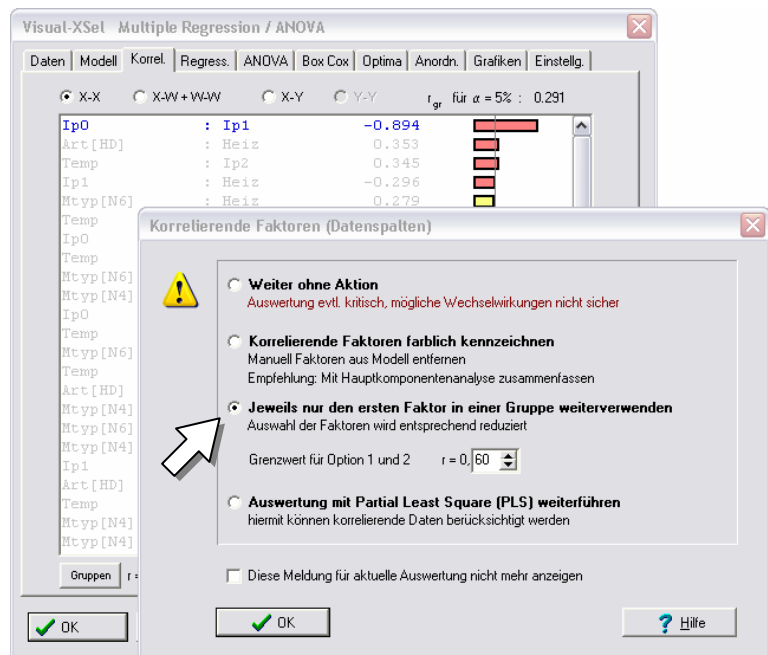 Visual-XSel Multiple Regression / ANOVA
Daten Modell Korrel. Regress. ANOVA Box Cox Optima Anordn. Grafiken Einstellg.
X-X X-W + W-W X-Y Y-Y r gr für α = 5% : 0.291
Ip0 : Ip1 -0.894
Art[HD] : Heiz 0.353
Temp : Ip2 0.345
Ip1 : Heiz -0.296
Mtyp[N6] : Heiz 0.279
Temp
Ip0
Temp
Mtyp[N6]
Mtyp[N4]
Ip0
Temp
Mtyp[N6]
Temp
Art[HD]
Mtyp[N4]
Mtyp[N6]
Mtyp[N4]
Ip1
Art[HD]
Temp
Mtyp[N4]
Mtyp[N4]
Gruppen r =
OK
Korrelierende Faktoren (Datenspalten)
Weiter ohne Aktion
Auswertung evtl. kritisch, mögliche Wechselwirkungen nicht sicher
Korrelierende Faktoren farblich kennzeichnen
Manuell Faktoren aus Modell entfernen
Empfehlung: Mit Hauptkomponentenanalyse zusammenfassen
Jeweils nur den ersten Faktor in einer Gruppe weiterverwenden
Auswahl der Faktoren wird entsprechend reduziert
Grenzwert für Option 1 und 2 r = 0, 60
Auswertung mit Partial Least Square (PLS) weiterführen
hiermit können korrelierende Daten berücksichtigt werden
Diese Meldung für aktuelle Auswertung nicht mehr anzeigen
OK Hilfe